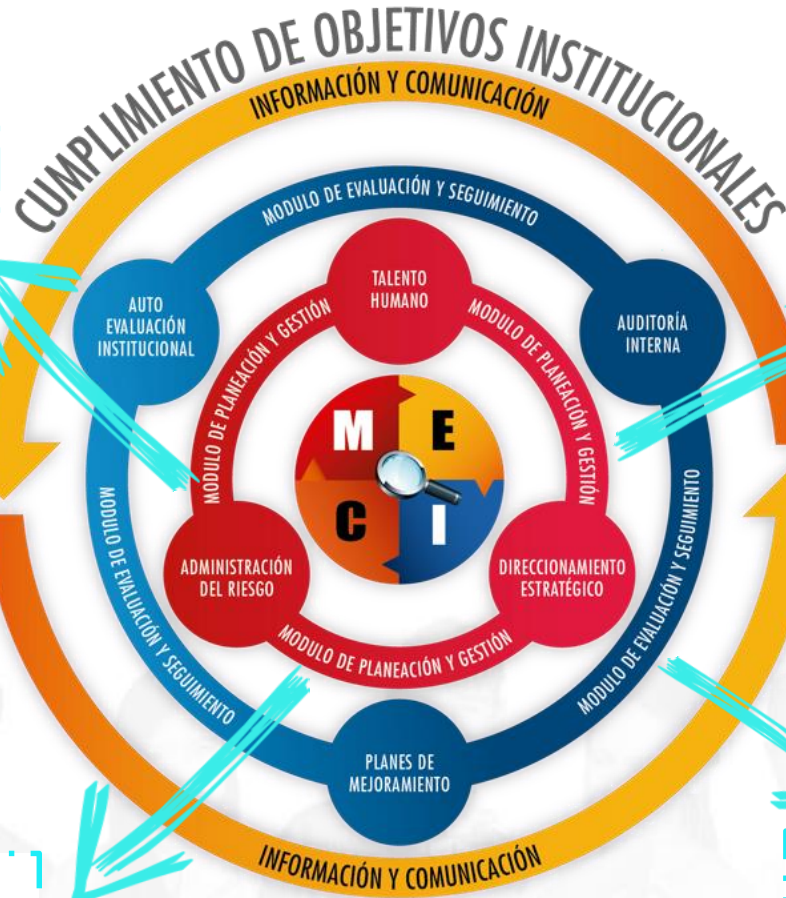 CUMPLIMIENTO DE OBJETIVOS INSTITUCIONALES
INFORMACIÓN Y COMUNICACIÓN
MODULO DE EVALUACIÓN Y SEGUIMIENTO
AUTO
EVALUACIÓN
INSTITUCIONAL
TALENTO
HUMANO
AUDITORÍA
INTERNA
MODULO DE PLANEACIÓN Y GESTIÓN
MODULO DE PLANEACIÓN Y GESTIÓN
M E
C I
ADMINISTRACIÓN
DEL RIESGO
DIRECCIONAMIENTO
ESTRATÉGICO
MODULO DE EVALUACIÓN Y SEGUIMIENTO
MODULO DE PLANEACIÓN Y GESTIÓN
MODULO DE EVALUACIÓN Y SEGUIMIENTO
PLANES DE
MEJORAMIENTO
INFORMACIÓN Y COMUNICACIÓN